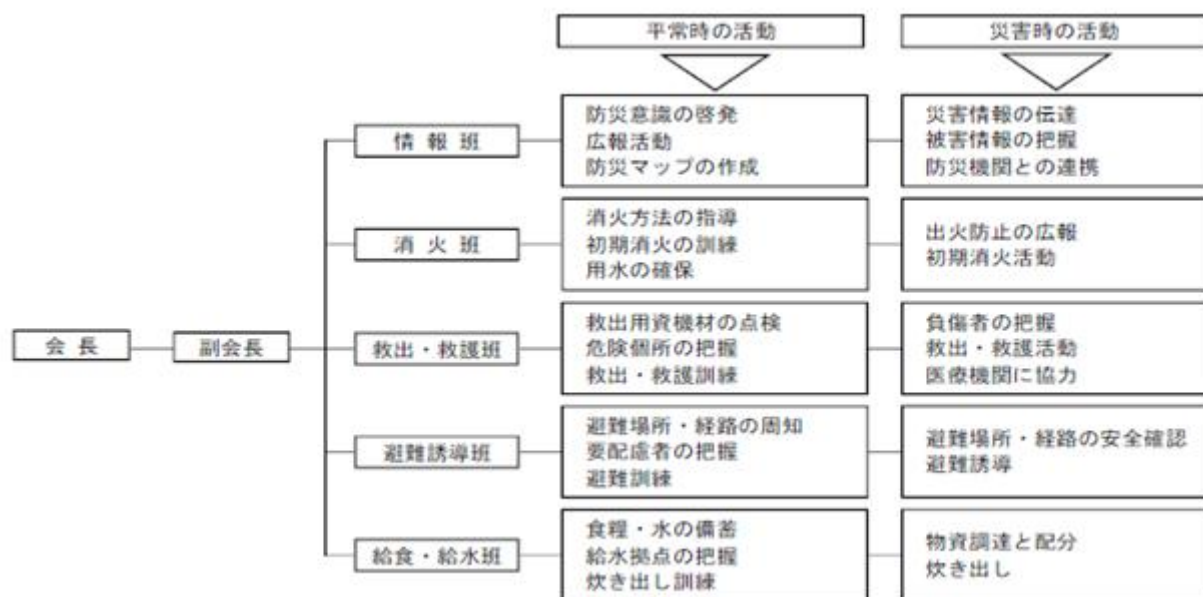 平常時の活動
災害時の活動
情報班
防災意識の啓発
広報活動
防災マップの作成
災害情報の伝達
被害情報の把握
防災機関との連携
消火班
消火方法の指導
初期消火の訓練
用水の確保
出火防止の広報
初期消火活動
会長
副会長
救出・救護班
救出用資機材の点検
危険個所の把握
救出・救護訓練
負傷者の把握
救出・救護活動
医療機関に協力
避難誘導班
避難場所・経路の周知
要配慮者の把握
避難訓練
避難場所・経路の安全確認
避難誘導
給食・給水班
食糧・水の備蓄
給水拠点の把握
炊き出し訓練
物資調達と配分
炊き出し